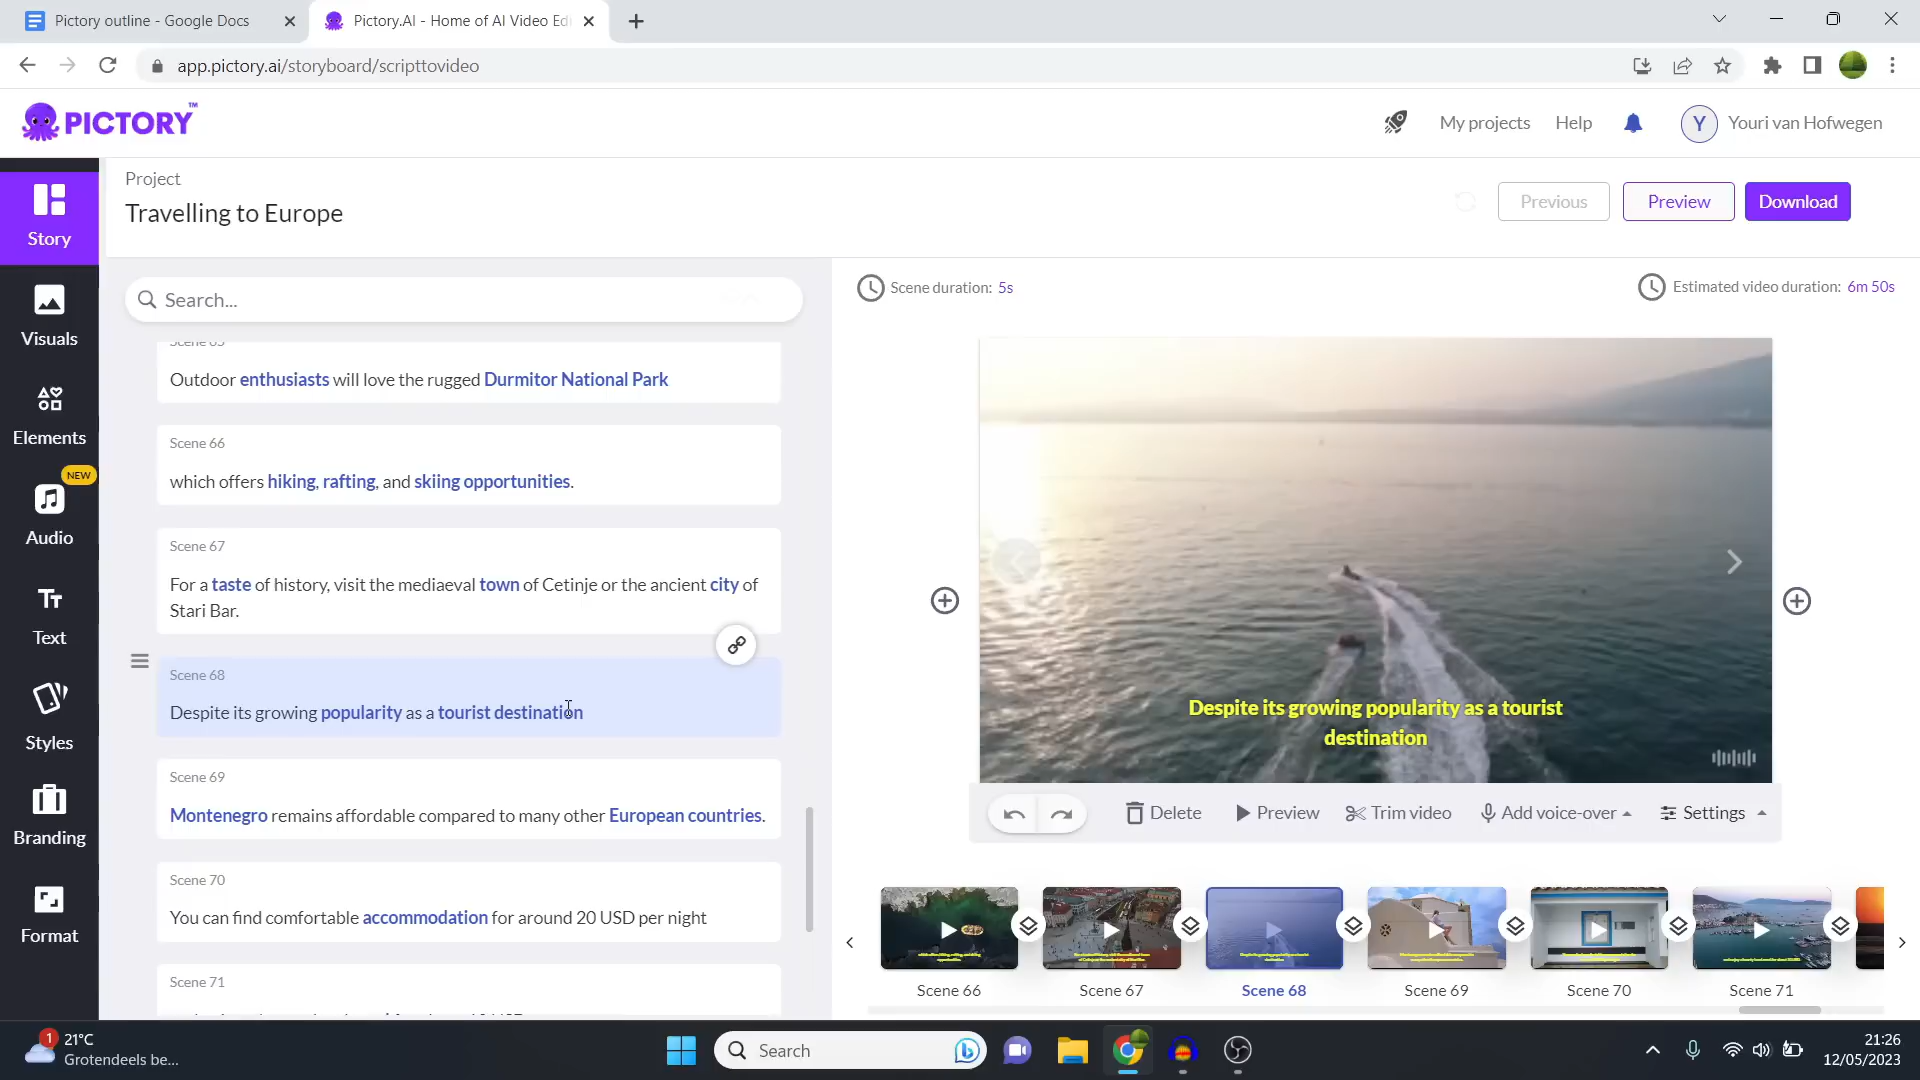 Pictory outline - Google Docs
Pictory.AI - Home of AI Video Ed
app.pictory.ai/storyboard/scripttovideo
PICTORY™
My projects
Help
Y
Youri van Hofwegen
Story
Visuals
Elements
NEW
Audio
Tт
Text
Styles
Branding
Format
Project
Travelling to Europe
Previous
Preview
Download
Search...
Scene 65
Outdoor enthusiasts will love the rugged Durmitor National Park
Scene 66
which offers hiking, rafting, and skiing opportunities.
Scene 67
For a taste of history, visit the mediaeval town of Cetinje or the ancient city of
Stari Bar.
Scene 68
Despite its growing popularity as a tourist destination
Scene 69
Montenegro remains affordable compared to many other European countries.
Scene 70
You can find comfortable accommodation for around 20 USD per night
Scene 71
Scene duration: 5s
Estimated video duration: 6m 50s
Despite its growing popularity as a tourist
destination
Delete
Preview
Trim video
Add voice-over
Settings
Scene 66
Scene 67
Scene 68
Scene 69
Scene 70
Scene 71
1
21°C
Grotendeels be...
Search
21:26
12/05/2023